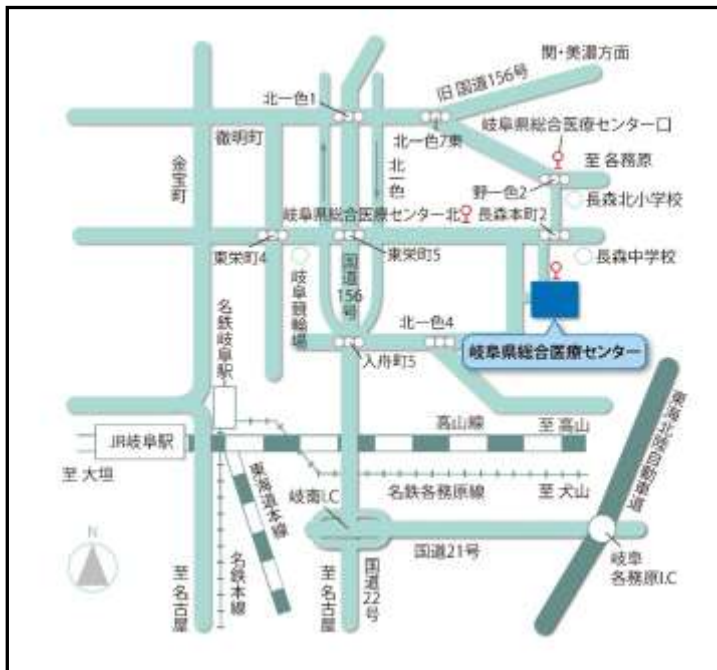 関・美濃方面
旧 国道156号
北一色1
北一色7東
岐阜県総合医療センター口
徹明町
金宝町
北一色
至 各務原
野一色2
長森北小学校
岐阜県総合医療センター北
長森本町2
東栄町4
東栄町5
長森中学校
国道156号
岐阜競輪場
名鉄岐阜駅
北一色4
入舟町5
岐阜県総合医療センター
JR岐阜駅
高山線
至 高山
東海北陸自動車道
至 大垣
東海道本線
岐南I.C
名鉄各務原線
至 犬山
国道21号
岐阜
各務原I.C
N
至 名古屋
名鉄本線
至 名古屋
国道22号